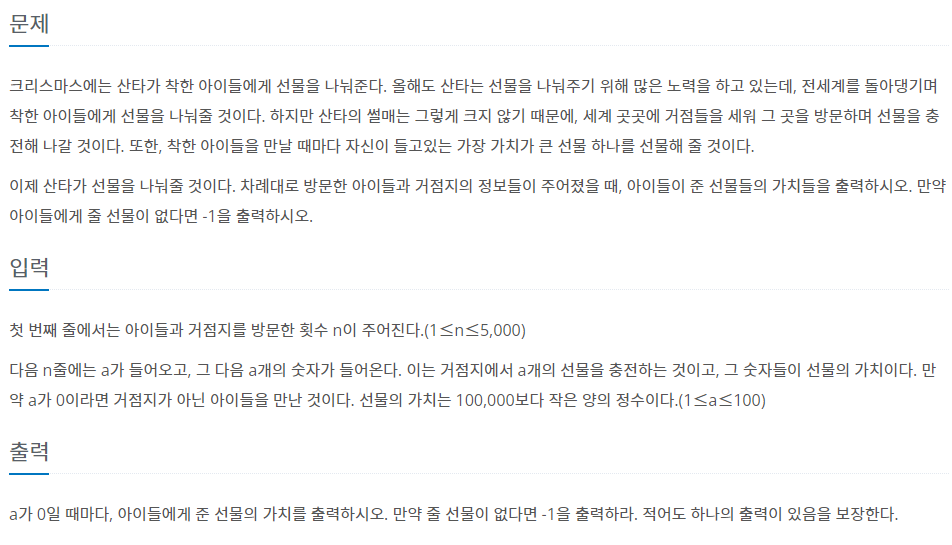 문제
크리스마스에는 산타가 착한 아이들에게 선물을 나눠준다. 올해도 산타는 선물을 나눠주기 위해 많은 노력을 하고 있는데, 전세계를 돌아댕기며
착한 아이들에게 선물을 나눠줄 것이다. 하지만 산타의 썰매는 그렇게 크지 않기 때문에, 세계 곳곳에 거점들을 세워 그 곳을 방문하며 선물을 충
전해 나갈 것이다. 또한, 착한 아이들을 만날 때마다 자신이 들고있는 가장 가치가 큰 선물 하나를 선물해 줄 것이다.
이제 산타가 선물을 나눠줄 것이다. 차례대로 방문한 아이들과 거점지의 정보들이 주어졌을 때, 아이들이 준 선물들의 가치들을 출력하시오. 만약
아이들에게 줄 선물이 없다면 -1을 출력하시오.
입력
첫 번째 줄에서는 아이들과 거점지를 방문한 횟수 n이 주어진다.(1≤n≤5,000)
다음 n줄에는 a가 들어오고, 그 다음 a개의 숫자가 들어온다. 이는 거점지에서 a개의 선물을 충전하는 것이고, 그 숫자들이 선물의 가치이다. 만
약 a가 0이라면 거점지가 아닌 아이들을 만난 것이다. 선물의 가치는 100,000보다 작은 양의 정수이다.(1≤a≤100)
출력
a가 0일 때마다, 아이들에게 준 선물의 가치를 출력하시오. 만약 줄 선물이 없다면 -1을 출력하라. 적어도 하나의 출력이 있음을 보장한다.